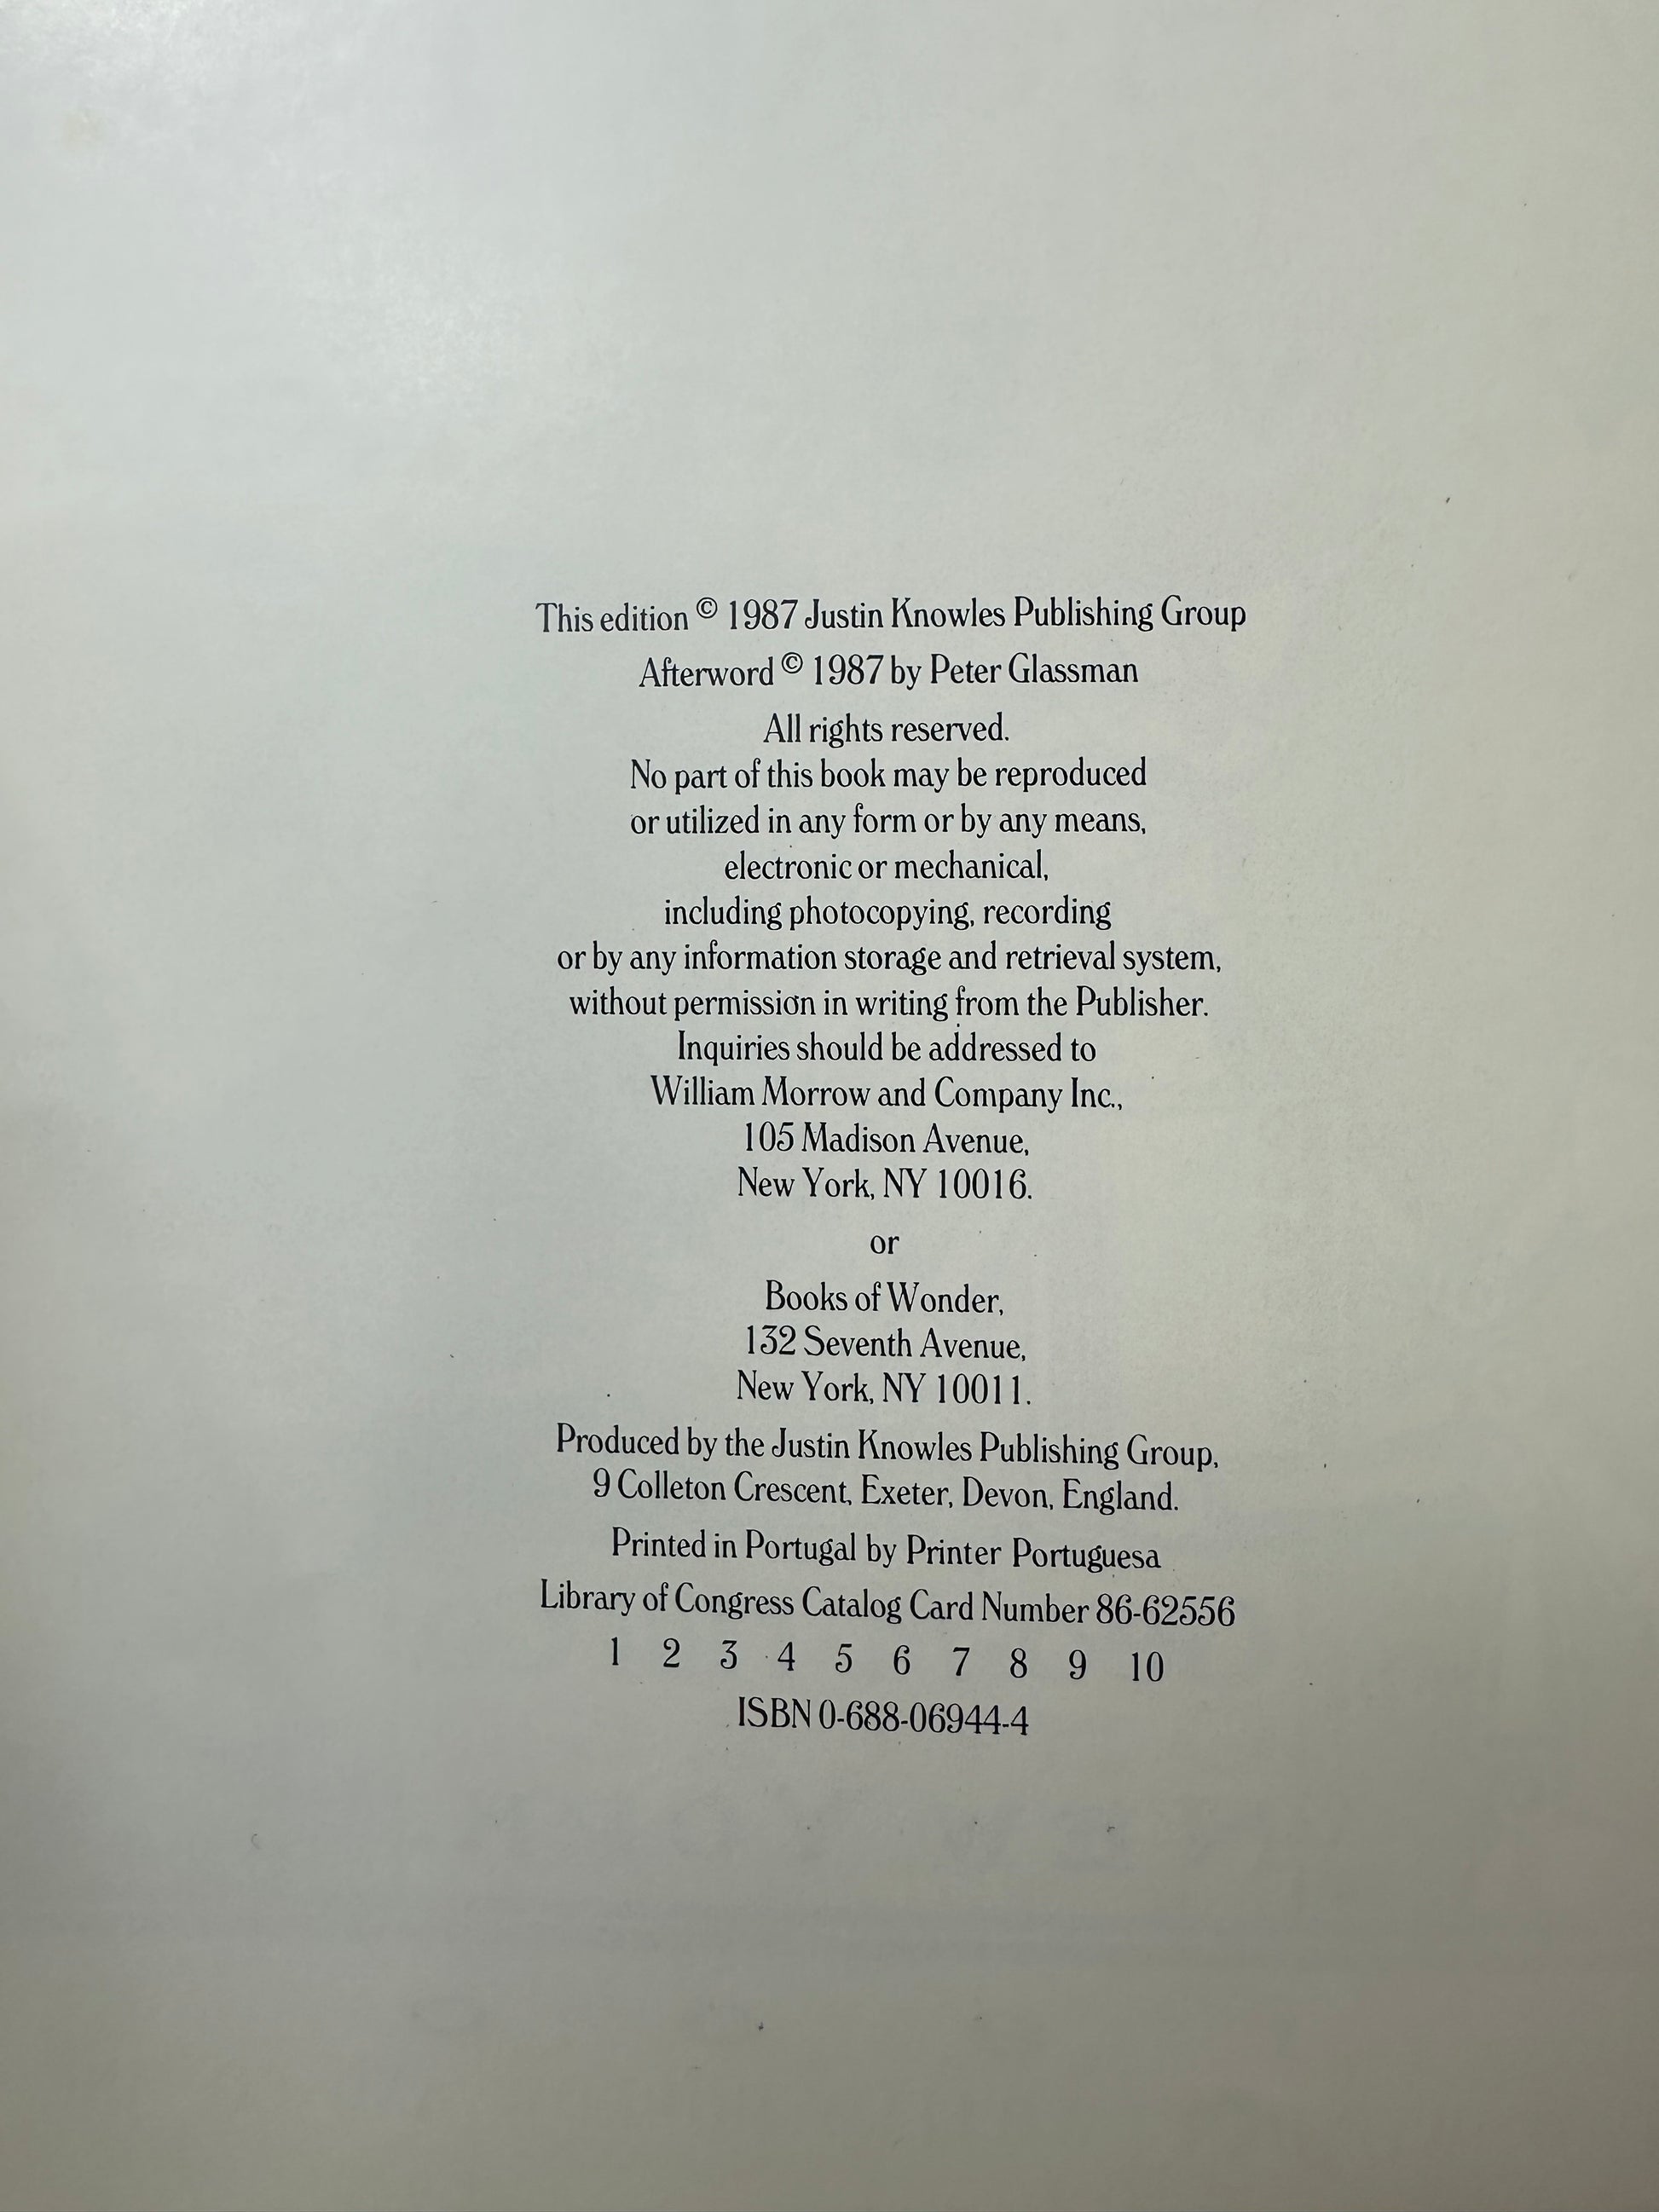 This edition © 1987 Justin Knowles Publishing Group
Afterword © 1987 by Peter Glassman
All rights reserved.
No part of this book may be reproduced
or utilized in any form or by any means,
electronic or mechanical,
including photocopying, recording
or by any information storage and retrieval system,
without permission in writing from the Publisher.
Inquiries should be addressed to
William Morrow and Company Inc.,
105 Madison Avenue,
New York, NY 10016.
or
Books of Wonder,
132 Seventh Avenue,
New York, NY 10011.
Produced by the Justin Knowles Publishing Group,
9 Colleton Crescent, Exeter, Devon, England.
Printed in Portugal by Printer Portuguesa
Library of Congress Catalog Card Number 86-62556
1 2 3 4 5 6 7 8 9 10
ISBN 0-688-06944-4